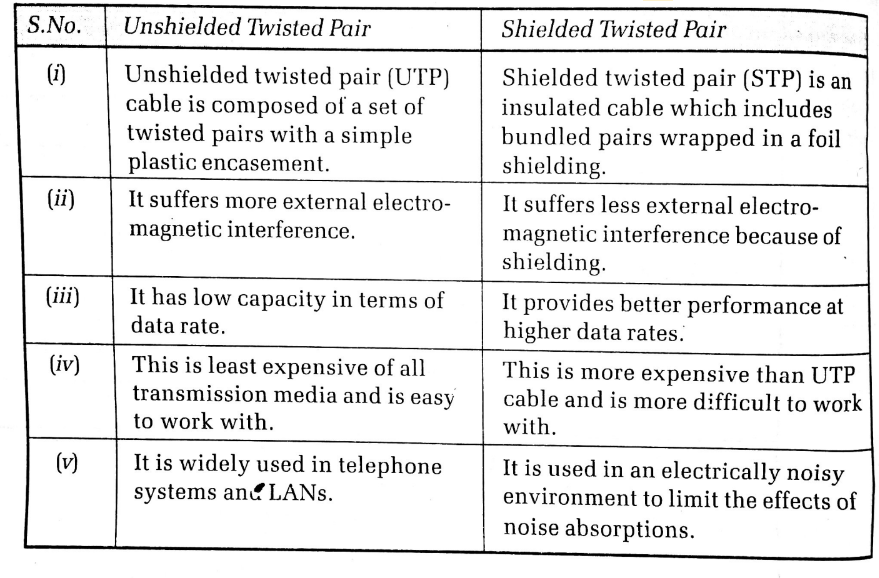 S.No.
Unshielded Twisted Pair
Shielded Twisted Pair
(i)
Unshielded twisted pair (UTP)
cable is composed of a set of
twisted pairs with a simple
plastic encasement.
Shielded twisted pair (STP) is an
insulated cable which includes
bundled pairs wrapped in a foil
shielding.
(ii)
It suffers more external electro-
magnetic interference.
It suffers less external electro-
magnetic interference because of
shielding.
(iii)
It has low capacity in terms of
data rate.
It provides better performance at
higher data rates.
(iv)
This is least expensive of all
transmission media and is easy
to work with.
This is more expensive than UTP
cable and is more difficult to work
with.
(v)
It is widely used in telephone
systems and LANs.
It is used in an electrically noisy
environment to limit the effects of
noise absorptions.